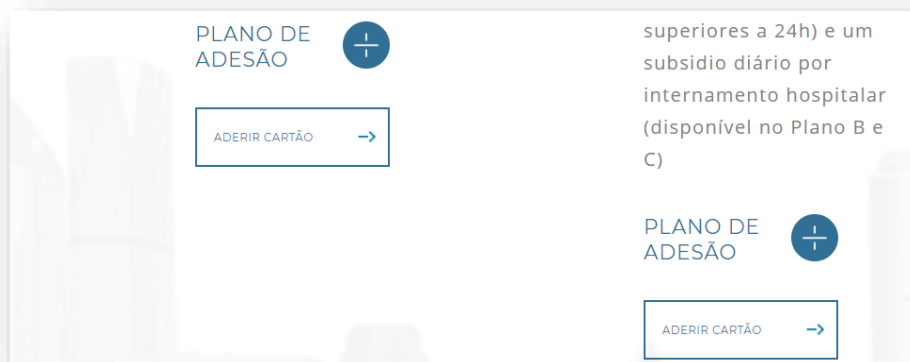 PLANO DE
ADESÃO
ADERIR CARTÃO
superiores a 24h) e um
subsidio diário por
internamento hospitalar
(disponível no Plano B e
C)
PLANO DE
ADESÃO
ADERIR CARTÃO